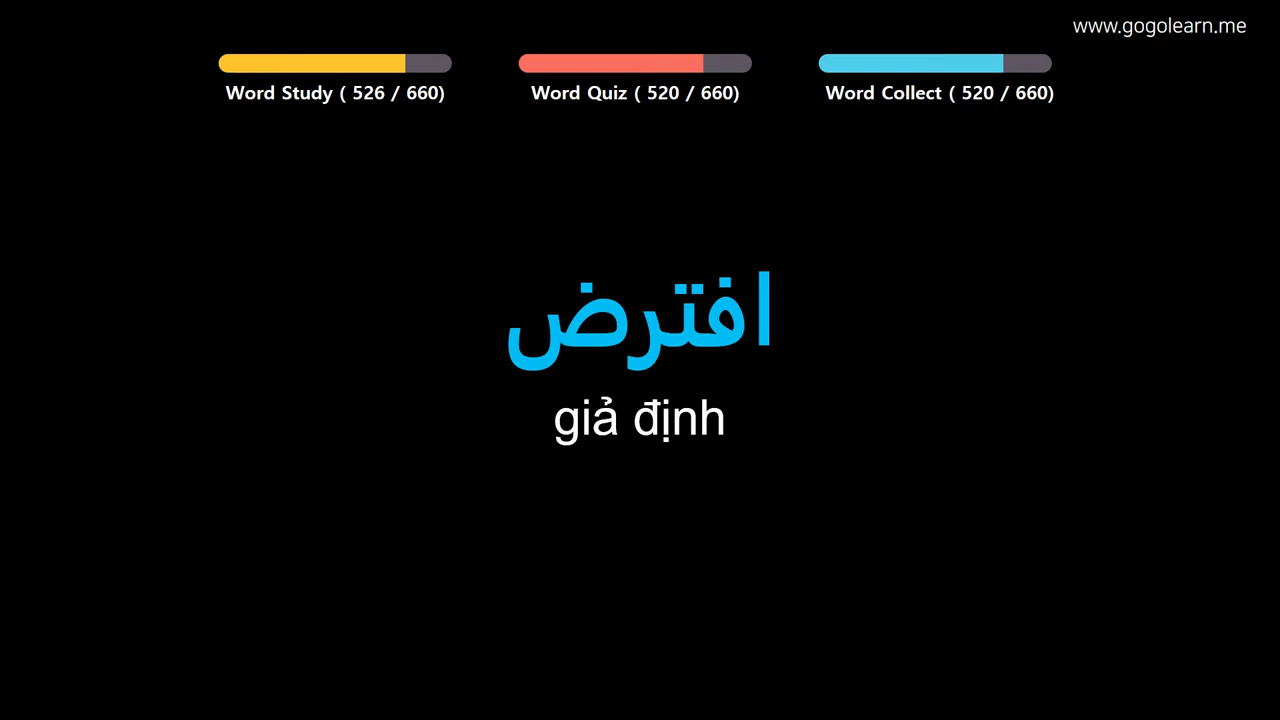 www.gogolearn.me
Word Study ( 526 / 660)
Word Quiz ( 520 / 660)
Word Collect ( 520 / 660)
افترض
giả định